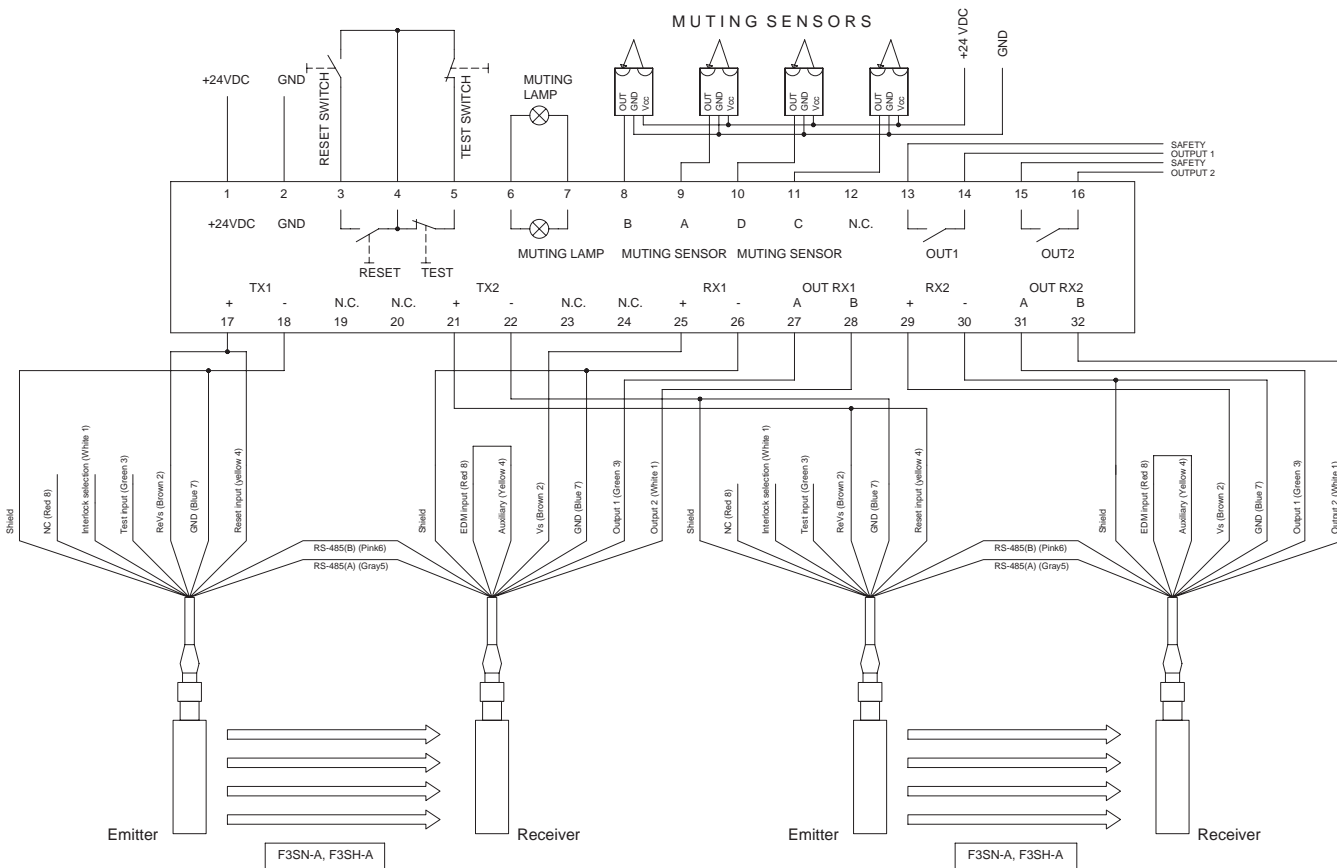 MUTING SENSORS
+24 VDC
GND
+24VDC
GND
RESET SWITCH
TEST SWITCH
MUTING
LAMP
OUT
GND
Vcc
OUT
GND
Vcc
OUT
GND
Vcc
OUT
GND
Vcc
SAFETY
OUTPUT 1
SAFETY
OUTPUT 2
1 2 3 4 5 6 7 8 9 10 11 12 13 14 15 16
+24VDC GND B A D C N.C.
RESET TEST MUTING LAMP MUTING SENSOR MUTING SENSOR OUT1 OUT2
TX1 TX2 RX1 OUT RX1 RX2 OUT RX2
+ - N.C. N.C. + - N.C. N.C. + - A B + - A B
17 18 19 20 21 22 23 24 25 26 27 28 29 30 31 32
Shield
NC (Red 8)
Interlock selection (White 1)
Test input (Green 3)
ReVs (Brown 2)
GND (Blue 7)
Reset input (yellow 4)
Shield
EDM input (Red 8)
Auxiliary (Yellow 4)
Vs (Brown 2)
GND (Blue 7)
Output 1 (Green 3)
Output 2 (White 1)
Shield
NC (Red 8)
Interlock selection (White 1)
Test input (Green 3)
ReVs (Brown 2)
GND (Blue 7)
Reset input (yellow 4)
Shield
EDM input (Red 8)
Auxiliary (Yellow 4)
Vs (Brown 2)
GND (Blue 7)
Output 1 (Green 3)
Output 2 (White 1)
RS-485(B) (Pink6)
RS-485(A) (Gray5)
RS-485(B) (Pink6)
RS-485(A) (Gray5)
Emitter
Receiver
Emitter
Receiver
F3SN-A, F3SH-A
F3SN-A, F3SH-A